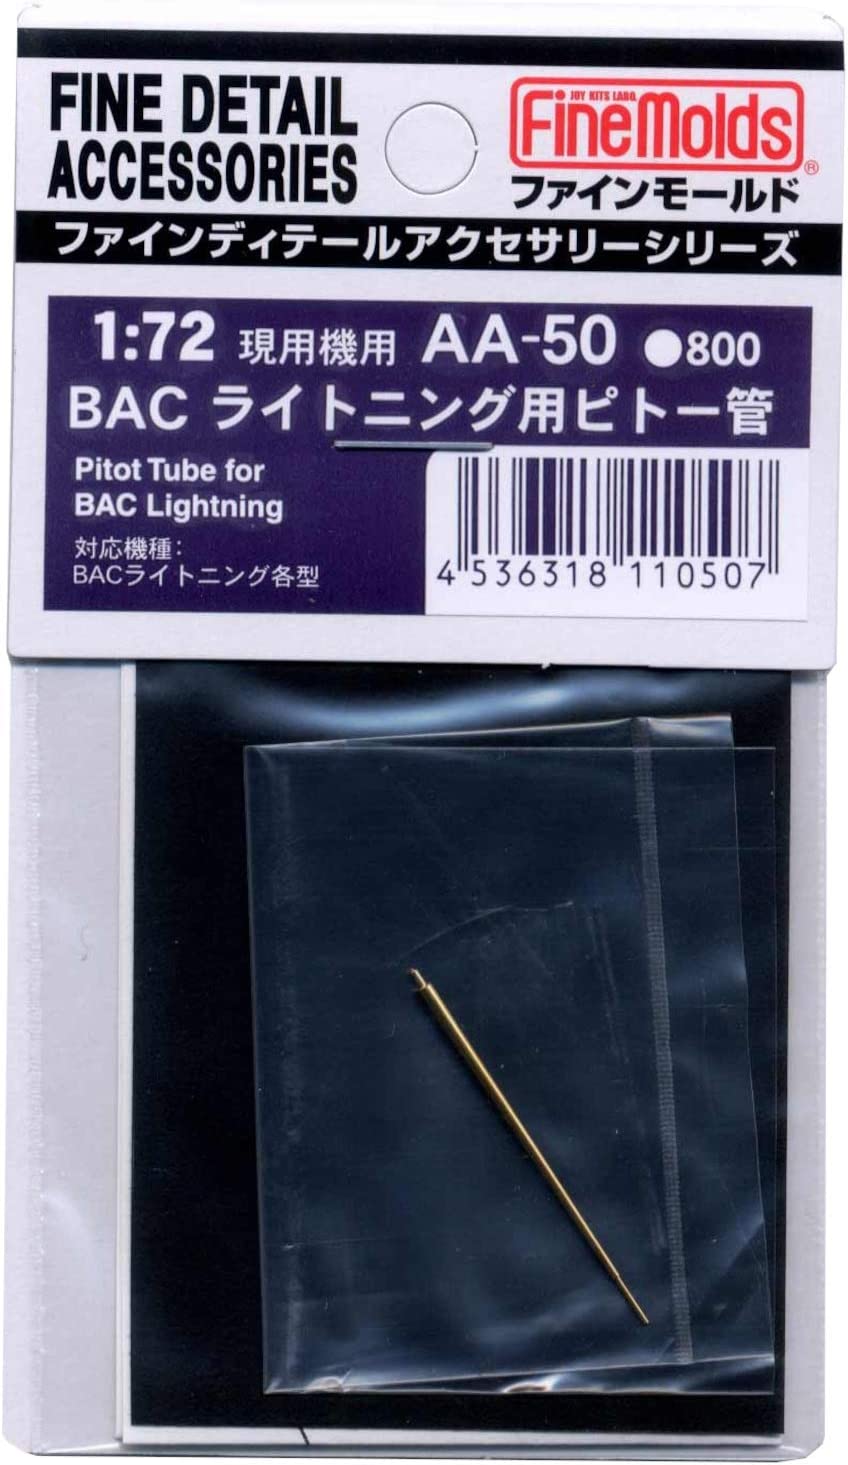 FINE DETAIL
ACCESSORIES
JOY KITS LABO.
FineMolds®
ファインモールド
ファインディテールアクセサリーシリーズ
1:72 現用機用 AA-50 ●800
BAC ライトニング用ピトー管
Pitot Tube for
BAC Lightning
対応機種:
BACライトニング各型
4 536318 110507